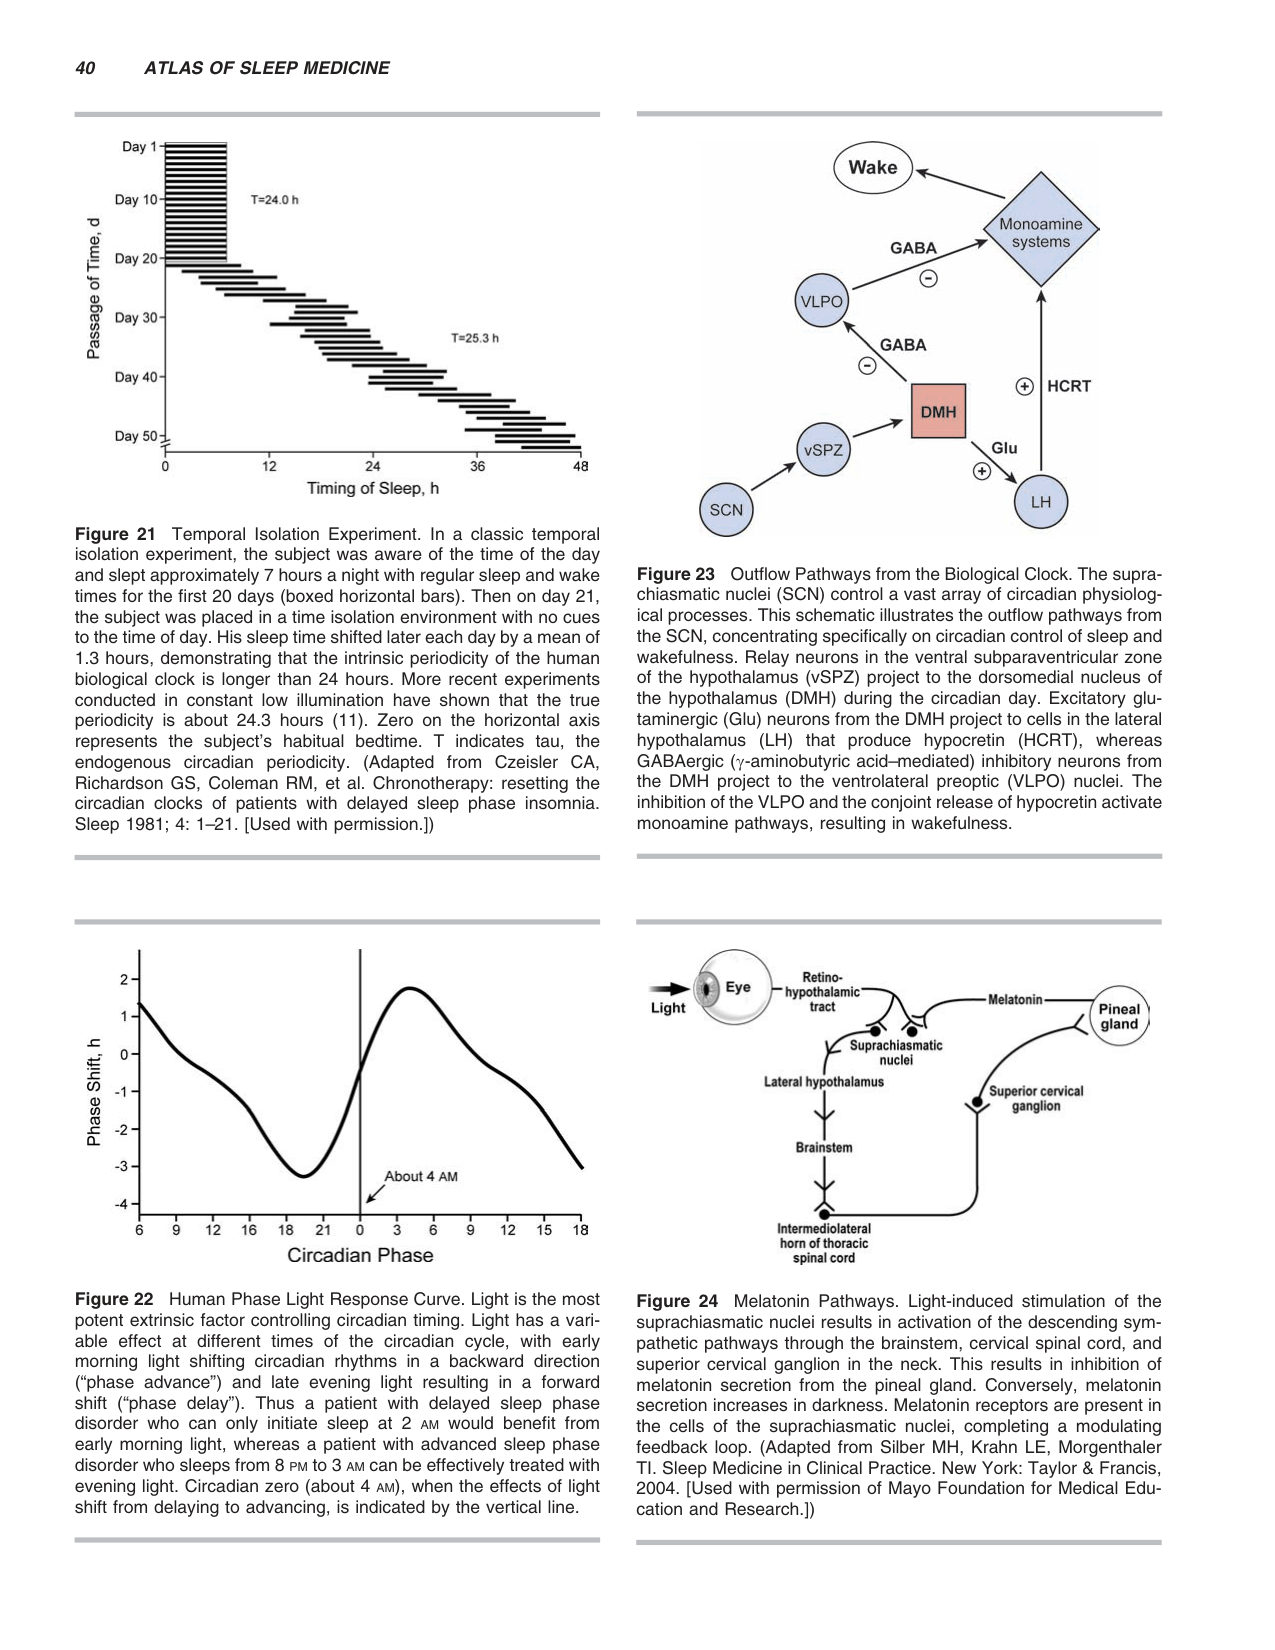 40 ATLAS OF SLEEP MEDICINE
Day 1
Day 10
Day 20
Day 30
Day 40
Day 50
Passage of Time, d
T=24.0 h
T=25.3 h
0 12 24 36 48
Timing of Sleep, h
Figure 21 Temporal Isolation Experiment. In a classic temporal
isolation experiment, the subject was aware of the time of the day
and slept approximately 7 hours a night with regular sleep and wake
times for the first 20 days (boxed horizontal bars). Then on day 21,
the subject was placed in a time isolation environment with no cues
to the time of day. His sleep time shifted later each day by a mean of
1.3 hours, demonstrating that the intrinsic periodicity of the human
biological clock is longer than 24 hours. More recent experiments
conducted in constant low illumination have shown that the true
periodicity is about 24.3 hours (11). Zero on the horizontal axis
represents the subject's habitual bedtime. T indicates tau, the
endogenous circadian periodicity. (Adapted from Czeisler CA,
Richardson GS, Coleman RM, et al. Chronotherapy: resetting the
circadian clocks of patients with delayed sleep phase insomnia.
Sleep 1981; 4: 1–21. [Used with permission.])
2
1
0
-1
-2
-3
-4
Phase Shift, h
About 4 AM
6 9 12 16 18 21 0 3 6 9 12 15 18
Circadian Phase
Figure 22 Human Phase Light Response Curve. Light is the most
potent extrinsic factor controlling circadian timing. Light has a vari-
able effect at different times of the circadian cycle, with early
morning light shifting circadian rhythms in a backward direction
(“phase advance”) and late evening light resulting in a forward
shift (“phase delay”). Thus a patient with delayed sleep phase
disorder who can only initiate sleep at 2 AM would benefit from
early morning light, whereas a patient with advanced sleep phase
disorder who sleeps from 8 PM to 3 AM can be effectively treated with
evening light. Circadian zero (about 4 AM), when the effects of light
shift from delaying to advancing, is indicated by the vertical line.
Wake
Monoamine
systems
GABA
-
VLPO
GABA
-
+ HCRT
DMH
Glu
+
vSPZ
LH
SCN
Figure 23 Outflow Pathways from the Biological Clock. The supra-
chiasmatic nuclei (SCN) control a vast array of circadian physiolog-
ical processes. This schematic illustrates the outflow pathways from
the SCN, concentrating specifically on circadian control of sleep and
wakefulness. Relay neurons in the ventral subparaventricular zone
of the hypothalamus (vSPZ) project to the dorsomedial nucleus of
the hypothalamus (DMH) during the circadian day. Excitatory glu-
taminergic (Glu) neurons from the DMH project to cells in the lateral
hypothalamus (LH) that produce hypocretin (HCRT), whereas
GABAergic (γ-aminobutyric acid–mediated) inhibitory neurons from
the DMH project to the ventrolateral preoptic (VLPO) nuclei. The
inhibition of the VLPO and the conjoint release of hypocretin activate
monoamine pathways, resulting in wakefulness.
Light
Eye
Retino-
hypothalamic
tract
Melatonin
Pineal
gland
Suprachiasmatic
nuclei
Lateral hypothalamus
Superior cervical
ganglion
Brainstem
Intermediolateral
horn of thoracic
spinal cord
Figure 24 Melatonin Pathways. Light-induced stimulation of the
suprachiasmatic nuclei results in activation of the descending sym-
pathetic pathways through the brainstem, cervical spinal cord, and
superior cervical ganglion in the neck. This results in inhibition of
melatonin secretion from the pineal gland. Conversely, melatonin
secretion increases in darkness. Melatonin receptors are present in
the cells of the suprachiasmatic nuclei, completing a modulating
feedback loop. (Adapted from Silber MH, Krahn LE, Morgenthaler
TI. Sleep Medicine in Clinical Practice. New York: Taylor & Francis,
2004. [Used with permission of Mayo Foundation for Medical Edu-
cation and Research.])